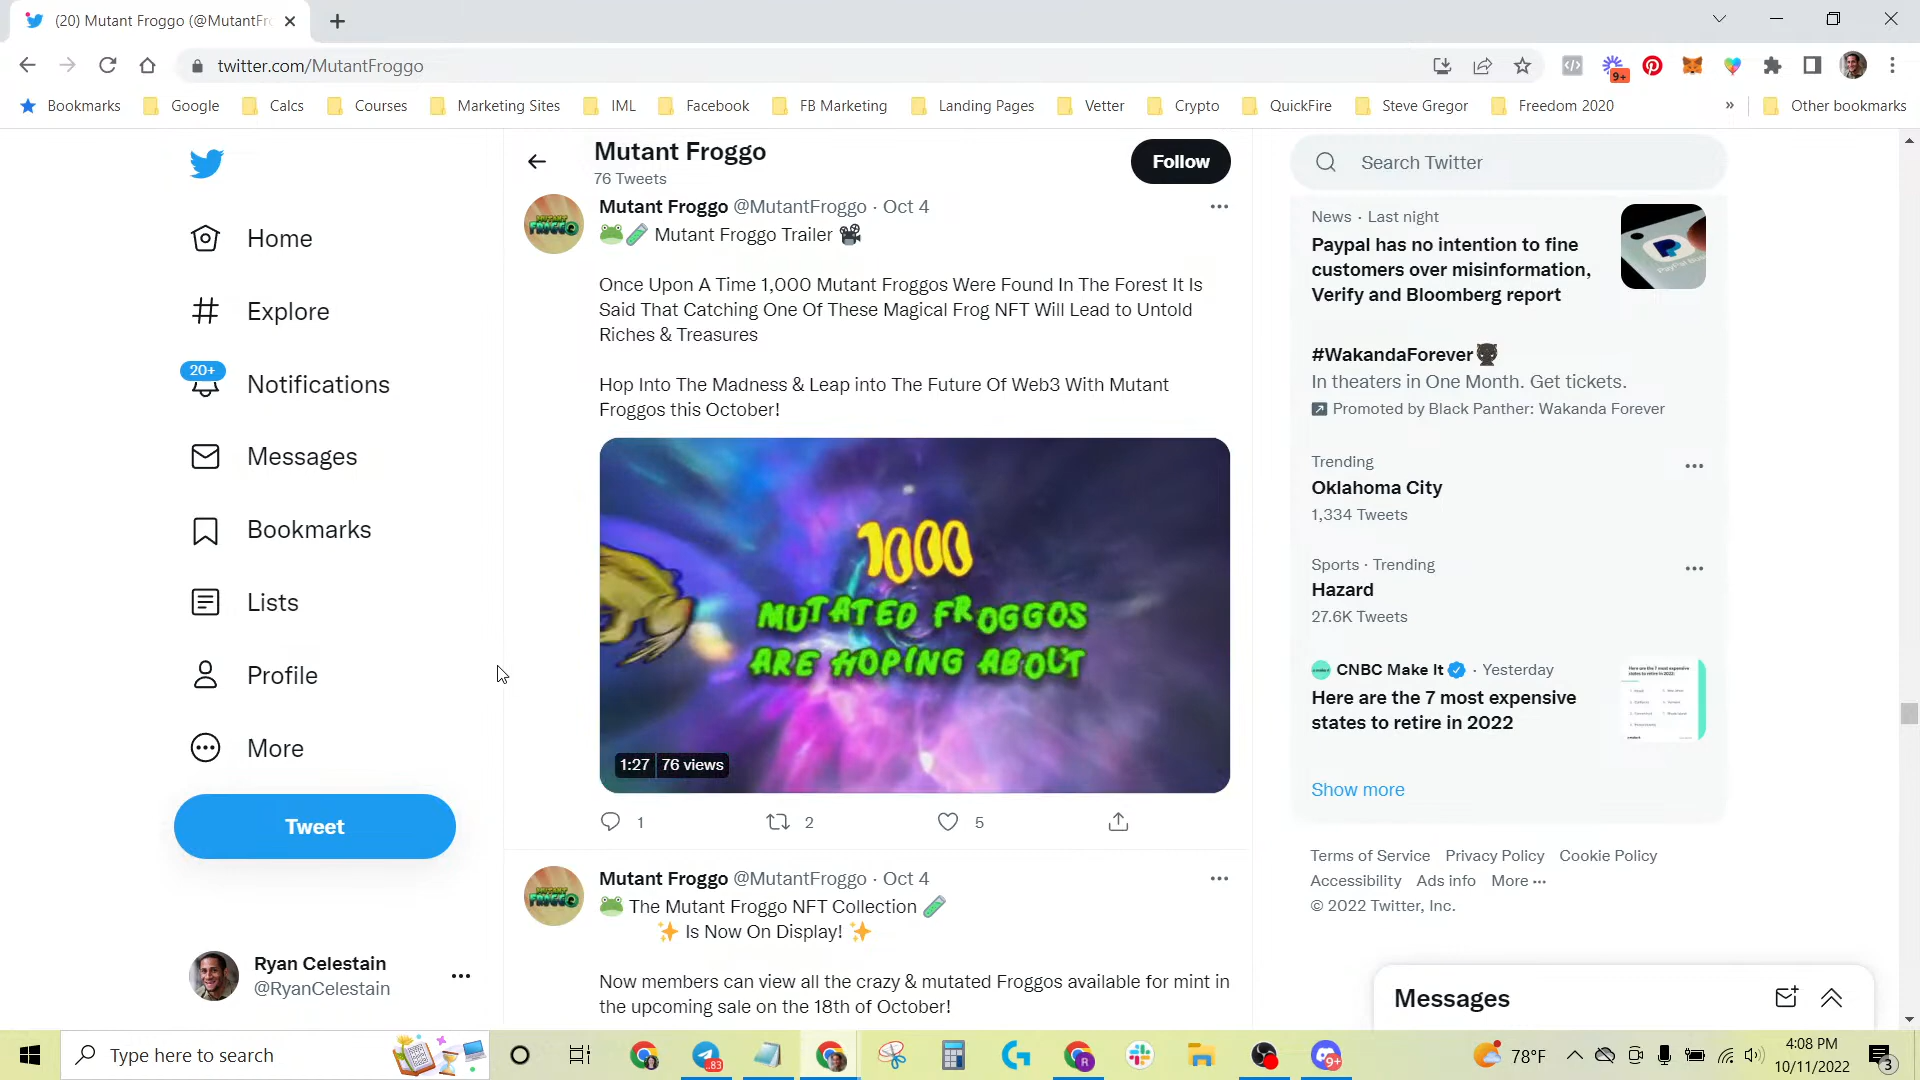 (20) Mutant Froggo (@MutantFr
twitter.com/MutantFroggo
9+
Bookmarks
Google
Calcs
Courses
Marketing Sites
IML
Facebook
FB Marketing
Landing Pages
Vetter
Crypto
QuickFire
Steve Gregor
Freedom 2020
»
Other bookmarks
Home
Explore
20+
Notifications
Messages
Bookmarks
Lists
Profile
More
Tweet
Ryan Celestain
@RyanCelestain
Mutant Froggo
76 Tweets
Follow
Mutant Froggo @MutantFroggo · Oct 4
🐸🧪 Mutant Froggo Trailer 📽
Once Upon A Time 1,000 Mutant Froggos Were Found In The Forest It Is
Said That Catching One Of These Magical Frog NFT Will Lead to Untold
Riches & Treasures
Hop Into The Madness & Leap into The Future Of Web3 With Mutant
Froggos this October!
1000
MUTATED FROGGOS
ARE HOPING ABOUT
1:27
76 views
1
2
5
Mutant Froggo @MutantFroggo · Oct 4
🐸 The Mutant Froggo NFT Collection 🧪
✨ Is Now On Display! ✨
Now members can view all the crazy & mutated Froggos available for mint in
the upcoming sale on the 18th of October!
MUTANT
FROGGO
MUTANT
FROGGO
Search Twitter
News · Last night
Paypal has no intention to fine
customers over misinformation,
Verify and Bloomberg report
#WakandaForever
In theaters in One Month. Get tickets.
Promoted by Black Panther: Wakanda Forever
Trending
Oklahoma City
1,334 Tweets
Sports · Trending
Hazard
27.6K Tweets
CNBC Make It · Yesterday
Here are the 7 most expensive
states to retire in 2022
Show more
Terms of Service Privacy Policy Cookie Policy
Accessibility Ads info More ···
© 2022 Twitter, Inc.
Messages
Type here to search
83
9+
78°F
4:08 PM
10/11/2022
3